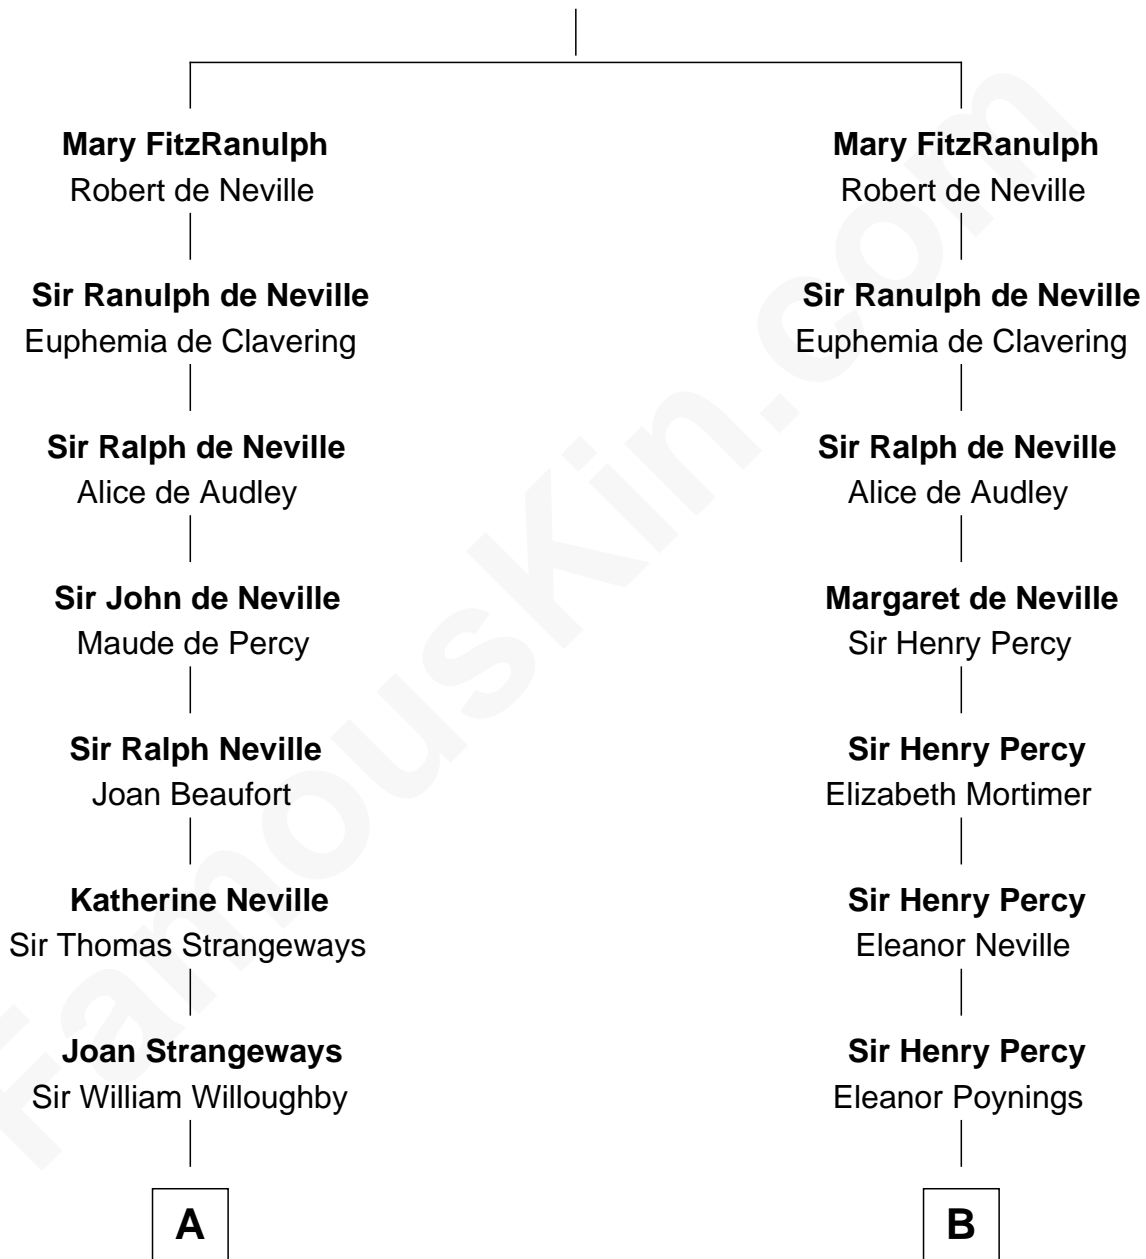 Mary FitzRanulph
Robert de Neville
Sir Ranulph de Neville
Euphemia de Clavering
Sir Ralph de Neville
Alice de Audley
Sir John de Neville
Maude de Percy
Sir Ralph Neville
Joan Beaufort
Katherine Neville
Sir Thomas Strangeways
Joan Strangeways
Sir William Willoughby
A
Mary FitzRanulph
Robert de Neville
Sir Ranulph de Neville
Euphemia de Clavering
Sir Ralph de Neville
Alice de Audley
Margaret de Neville
Sir Henry Percy
Sir Henry Percy
Elizabeth Mortimer
Sir Henry Percy
Eleanor Neville
Sir Henry Percy
Eleanor Poynings
B
FamousKin.com